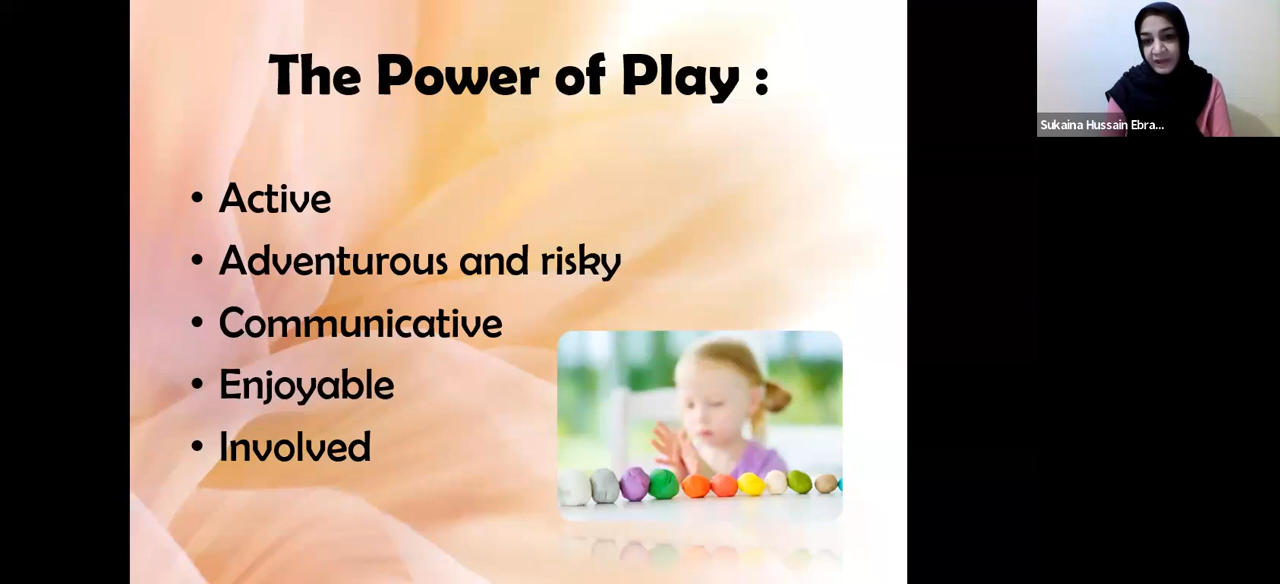 The Power of Play :
• Active
• Adventurous and risky
• Communicative
• Enjoyable
• Involved
Sukaina Hussain Ebra...